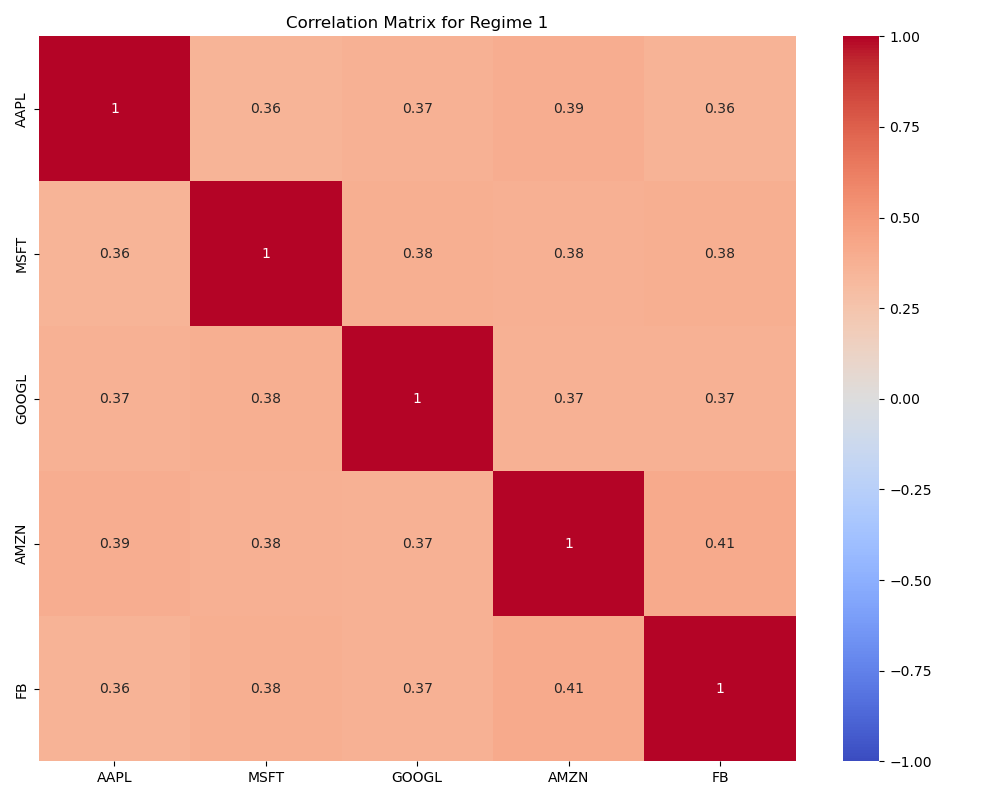 Correlation Matrix for Regime 1
AAPL 1 0.36 0.37 0.39 0.36
MSFT 0.36 1 0.38 0.38 0.38
GOOGL 0.37 0.38 1 0.37 0.37
AMZN 0.39 0.38 0.37 1 0.41
FB 0.36 0.38 0.37 0.41 1
AAPL MSFT GOOGL AMZN FB
1.00
0.75
0.50
0.25
0.00
−0.25
−0.50
−0.75
−1.00